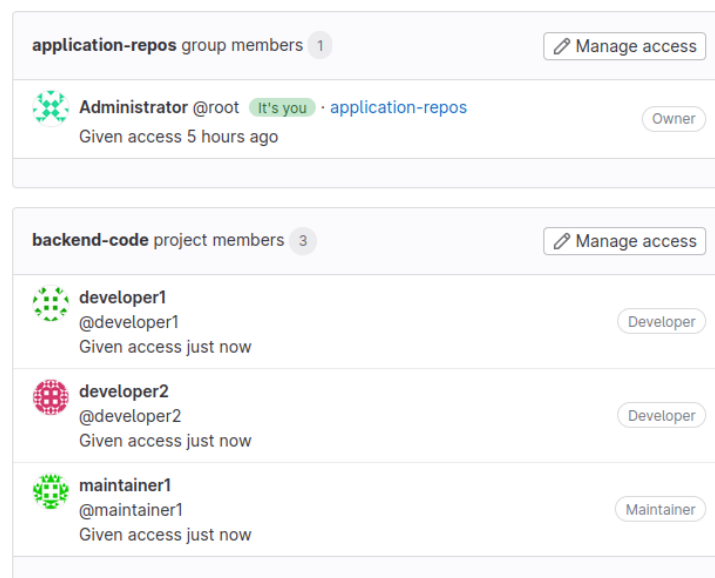 application-repos group members 1
Manage access
Administrator @root It's you · application-repos
Given access 5 hours ago
Owner
backend-code project members 3
Manage access
developer1
@developer1
Given access just now
Developer
developer2
@developer2
Given access just now
Developer
maintainer1
@maintainer1
Given access just now
Maintainer